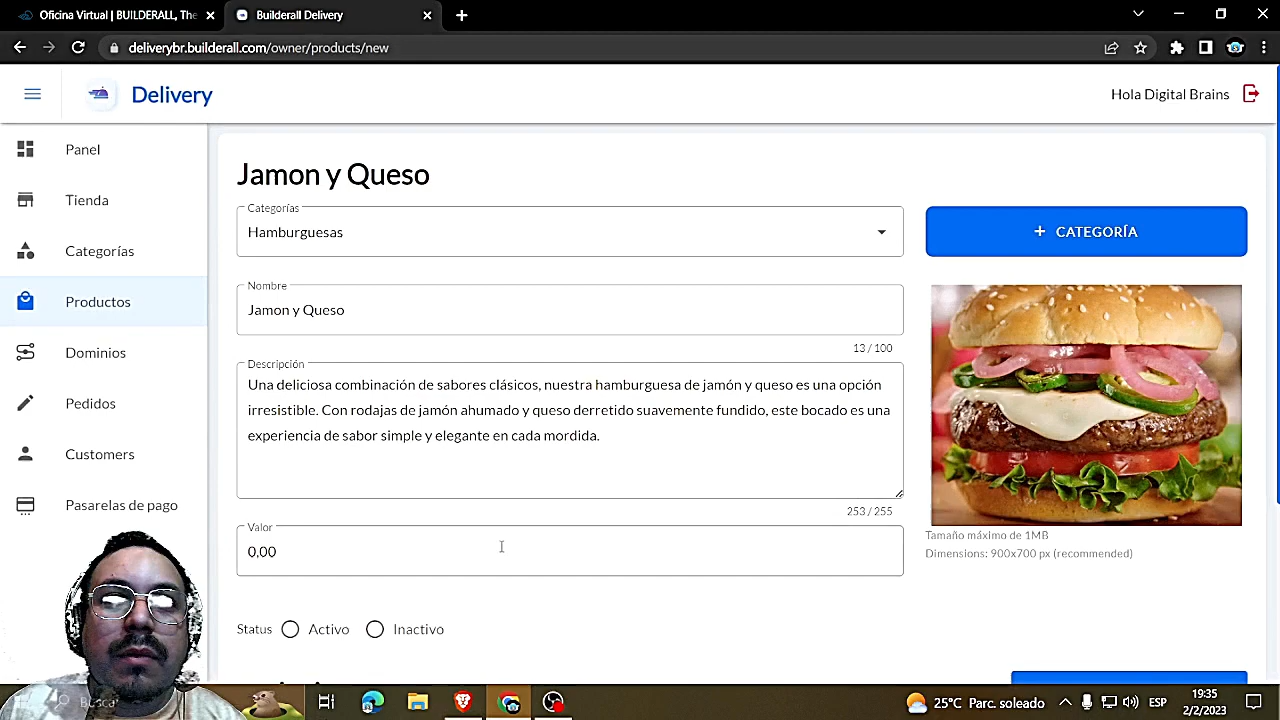 Oficina Virtual | BUILDERALL, The
Builderall Delivery
deliverybr.builderall.com/owner/products/new
Delivery
Hola Digital Brains
Panel
Tienda
Categorías
Productos
Dominios
Pedidos
Customers
Pasarelas de pago
Jamon y Queso
Categorías
Hamburguesas
+ CATEGORÍA
Nombre
Jamon y Queso
13 / 100
Descripción
Una deliciosa combinación de sabores clásicos, nuestra hamburguesa de jamón y queso es una opción
irresistible. Con rodajas de jamón ahumado y queso derretido suavemente fundido, este bocado es una
experiencia de sabor simple y elegante en cada mordida.
253 / 255
Tamaño máximo de 1MB
Dimensions: 900x700 px (recommended)
Valor
0,00
Status
Activo
Inactivo
Busca
25°C Parc. soleado
ESP
19:35
2/2/2023